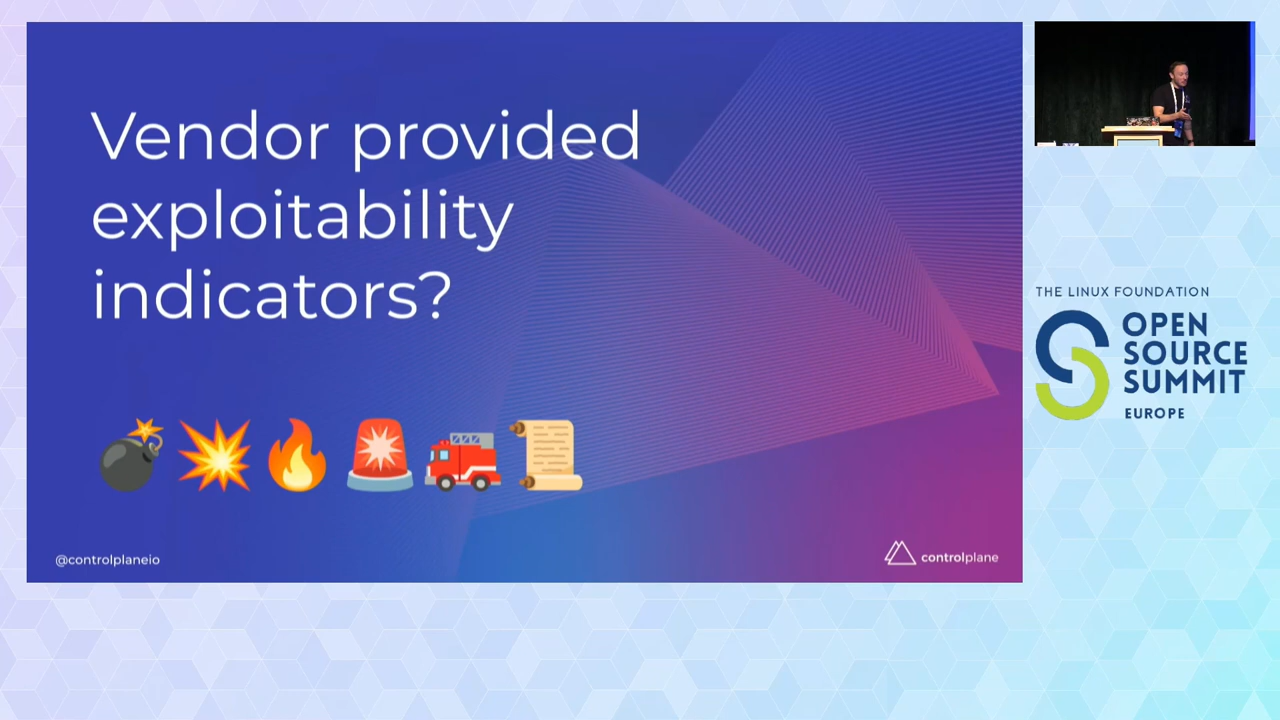 Vendor provided
exploitability
indicators?
@controlplaneio
controlplane
THE LINUX FOUNDATION
OPEN
SOURCE
SUMMIT
EUROPE